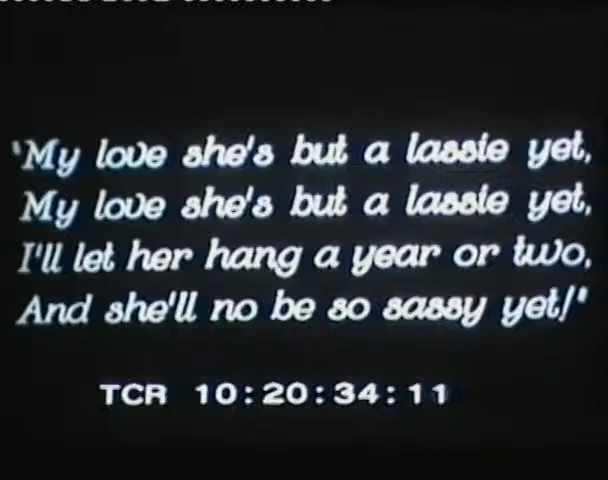 'My love she's but a lassie yet,
My love she's but a lassie yet,
I'll let her hang a year or two,
And she'll no be so sassy yet!'
TCR 10:20:34:11